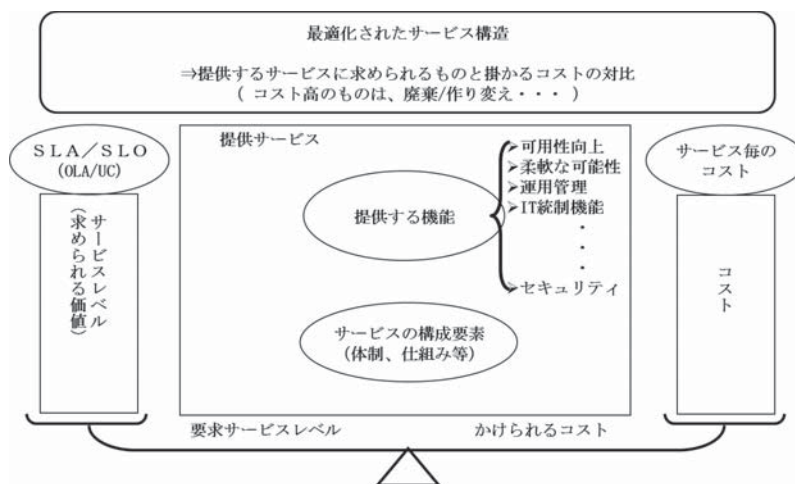 最適化されたサービス構造
⇒提供するサービスに求められるものと掛かるコストの対比
( コスト高のものは、廃棄/作り変え・・・ )
SLA／SLO
(OLA/UC)
サービスレベル
(求められる価値)
提供サービス
提供する機能
➢可用性向上
➢柔軟な可能性
➢運用管理
➢IT統制機能
・
・
・
➢セキュリティ
サービスの構成要素
(体制、仕組み等)
サービス毎の
コスト
コスト
要求サービスレベル
かけられるコスト